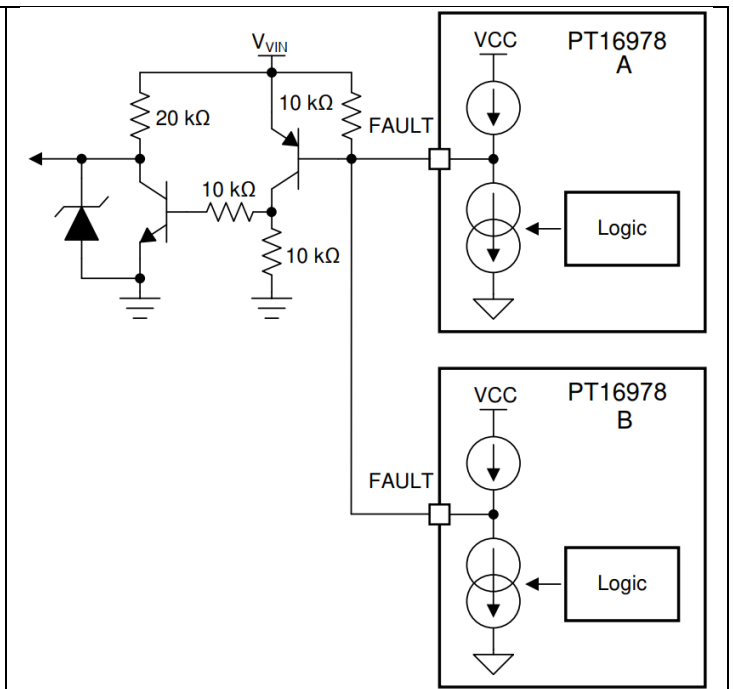 V_VIN
20 kΩ
10 kΩ
10 kΩ
10 kΩ
FAULT
VCC
PT16978
A
Logic
FAULT
VCC
PT16978
B
Logic